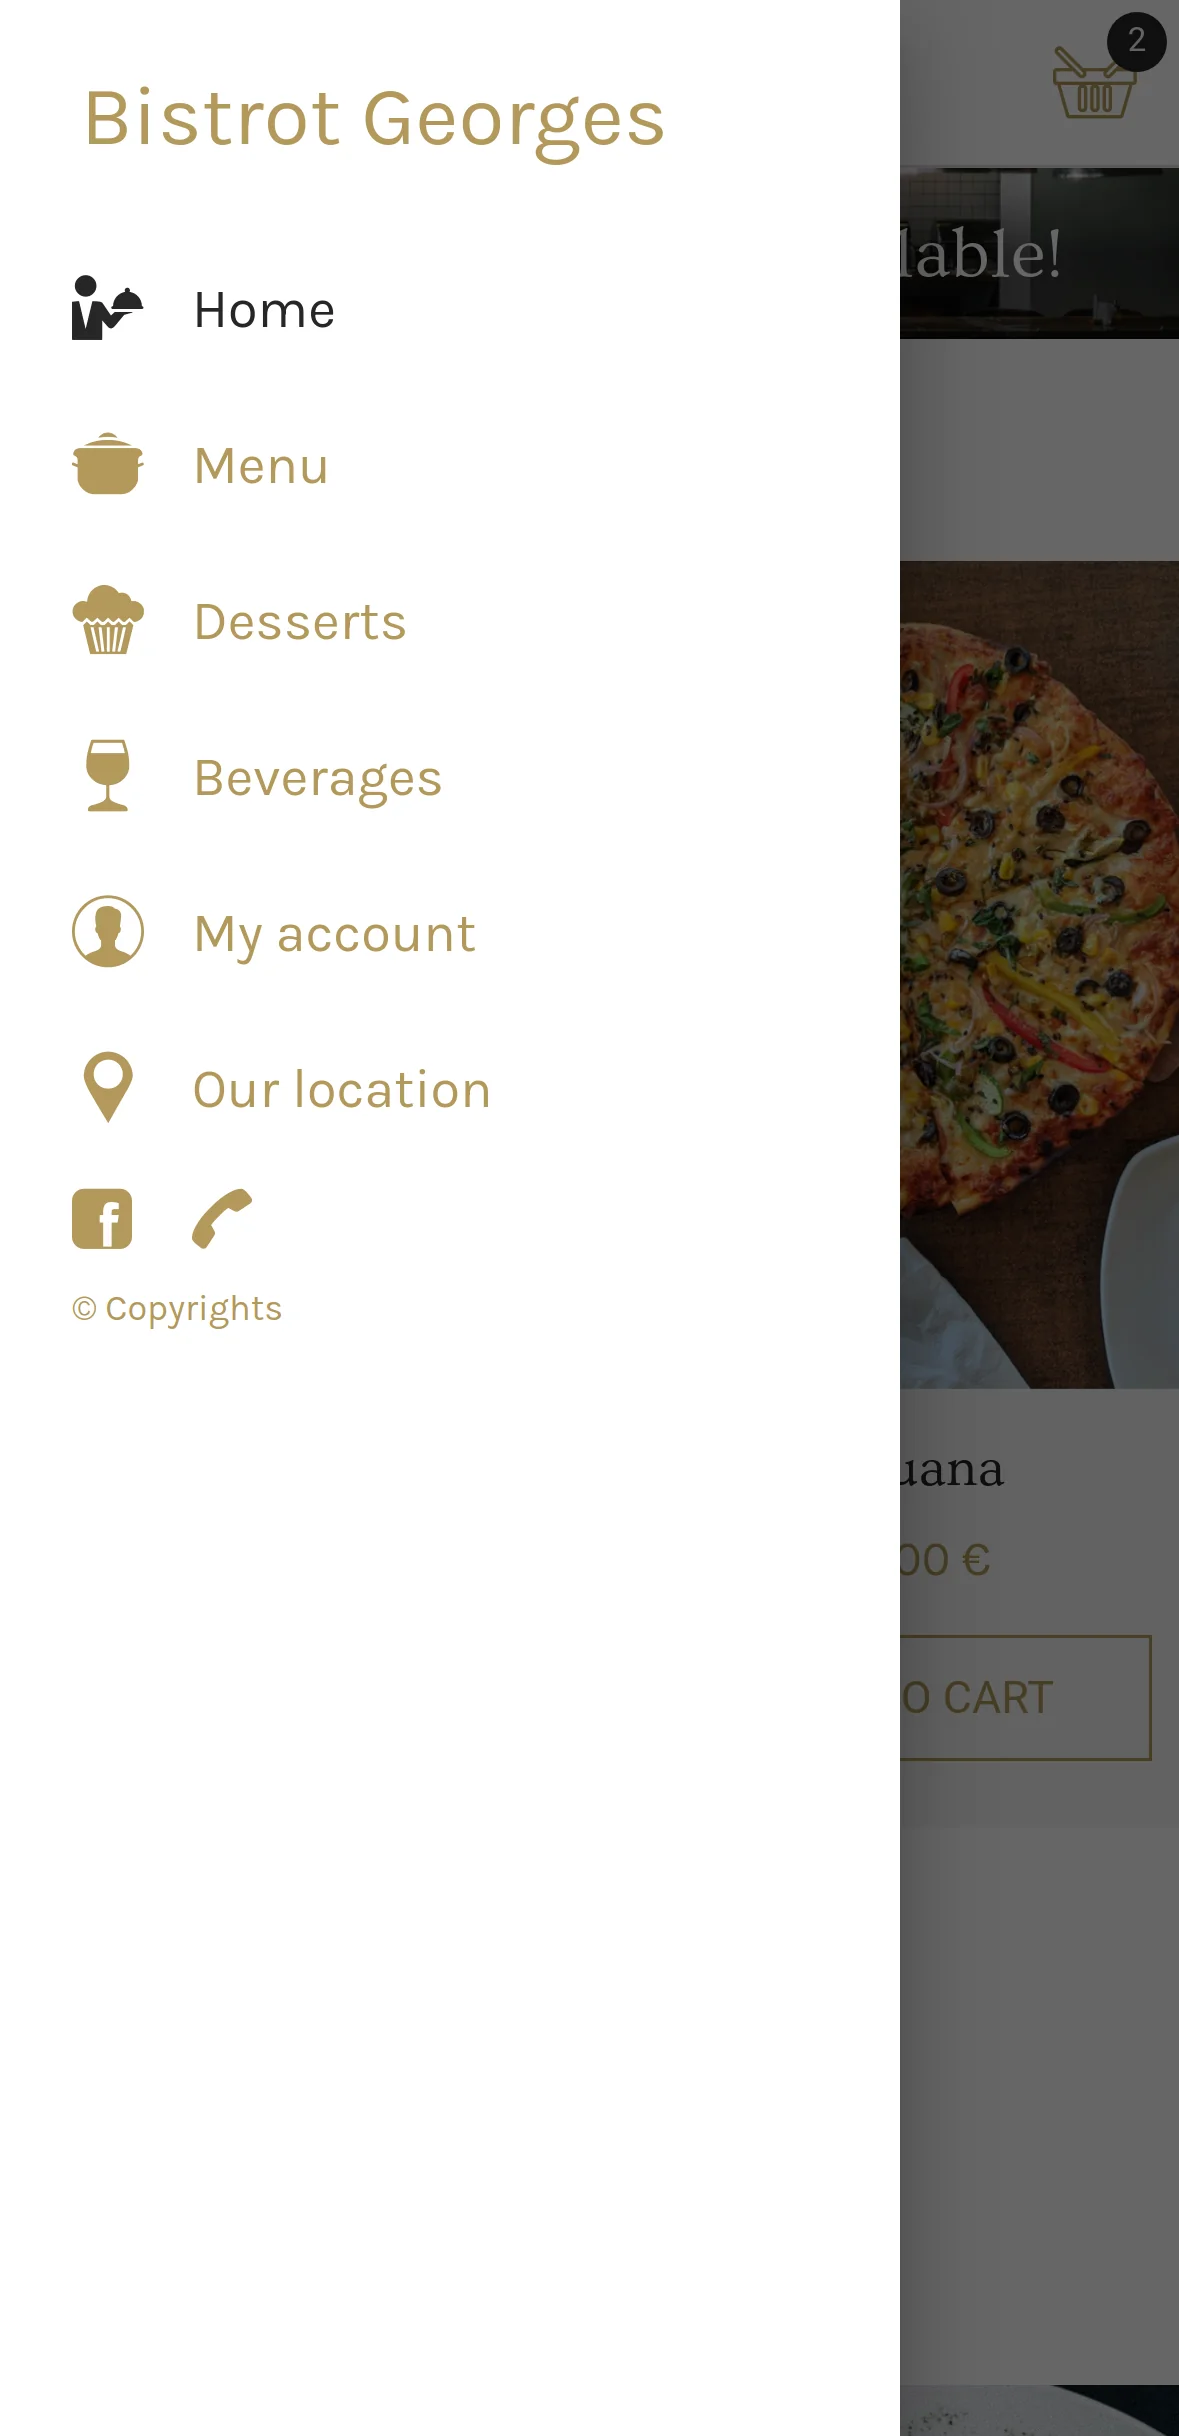 Bistrot Georges
2
Home
Menu
Desserts
Beverages
My account
Our location
f
© Copyrights
lable!
uana
00 €
O CART